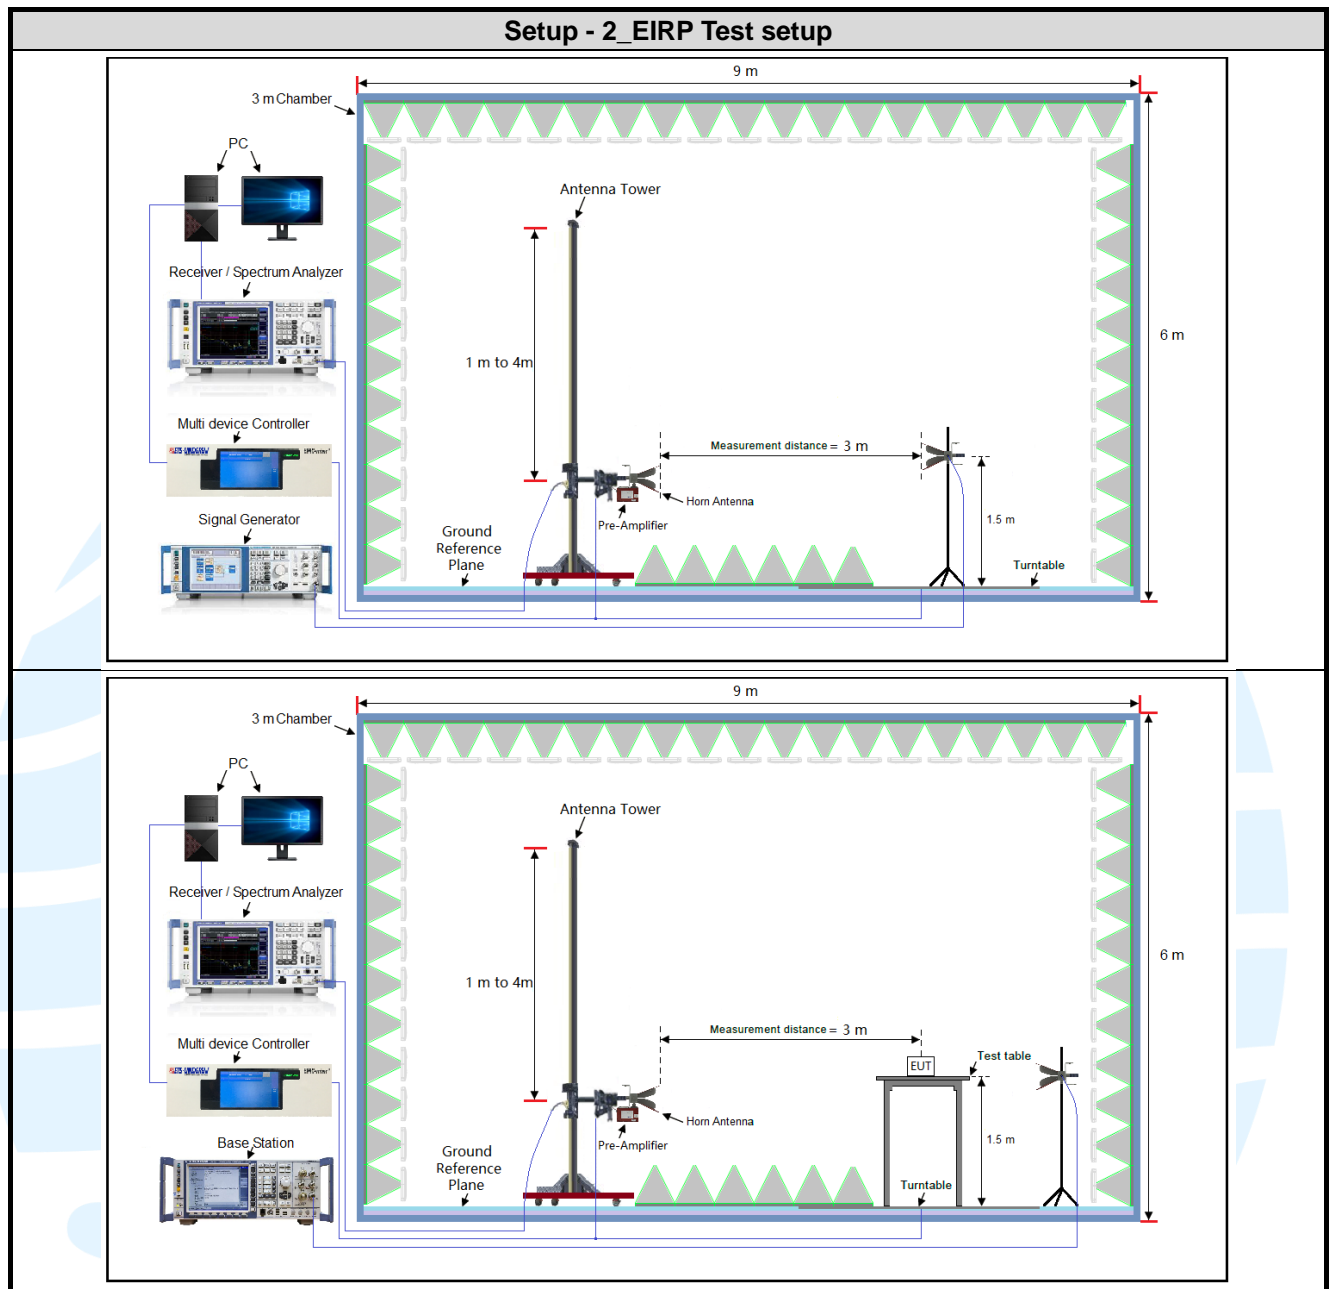 Setup - 2_EIRP Test setup
9 m
3 m Chamber
PC
Antenna Tower
Receiver / Spectrum Analyzer
6 m
1 m to 4m
Multi device Controller
Measurement distance = 3 m
Horn Antenna
Pre-Amplifier
Signal Generator
1.5 m
Ground
Reference
Plane
Turntable
9 m
3 m Chamber
PC
Antenna Tower
Receiver / Spectrum Analyzer
6 m
1 m to 4m
Multi device Controller
Measurement distance = 3 m
Test table
EUT
Horn Antenna
Pre-Amplifier
Base Station
1.5 m
Ground
Reference
Plane
Turntable